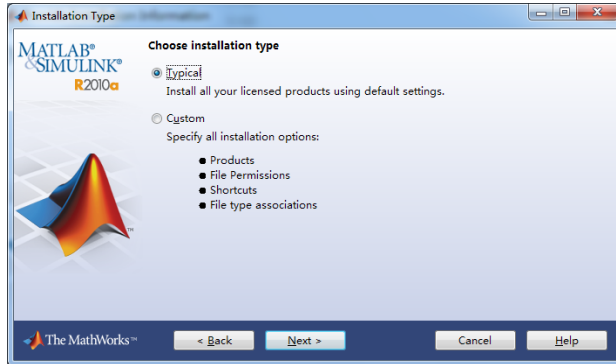 Installation Type
MATLAB®
&SIMULINK®
R2010a
Choose installation type
Typical
Install all your licensed products using default settings.
Custom
Specify all installation options:
● Products
● File Permissions
● Shortcuts
● File type associations
TM
The MathWorks™
< Back
Next >
Cancel
Help